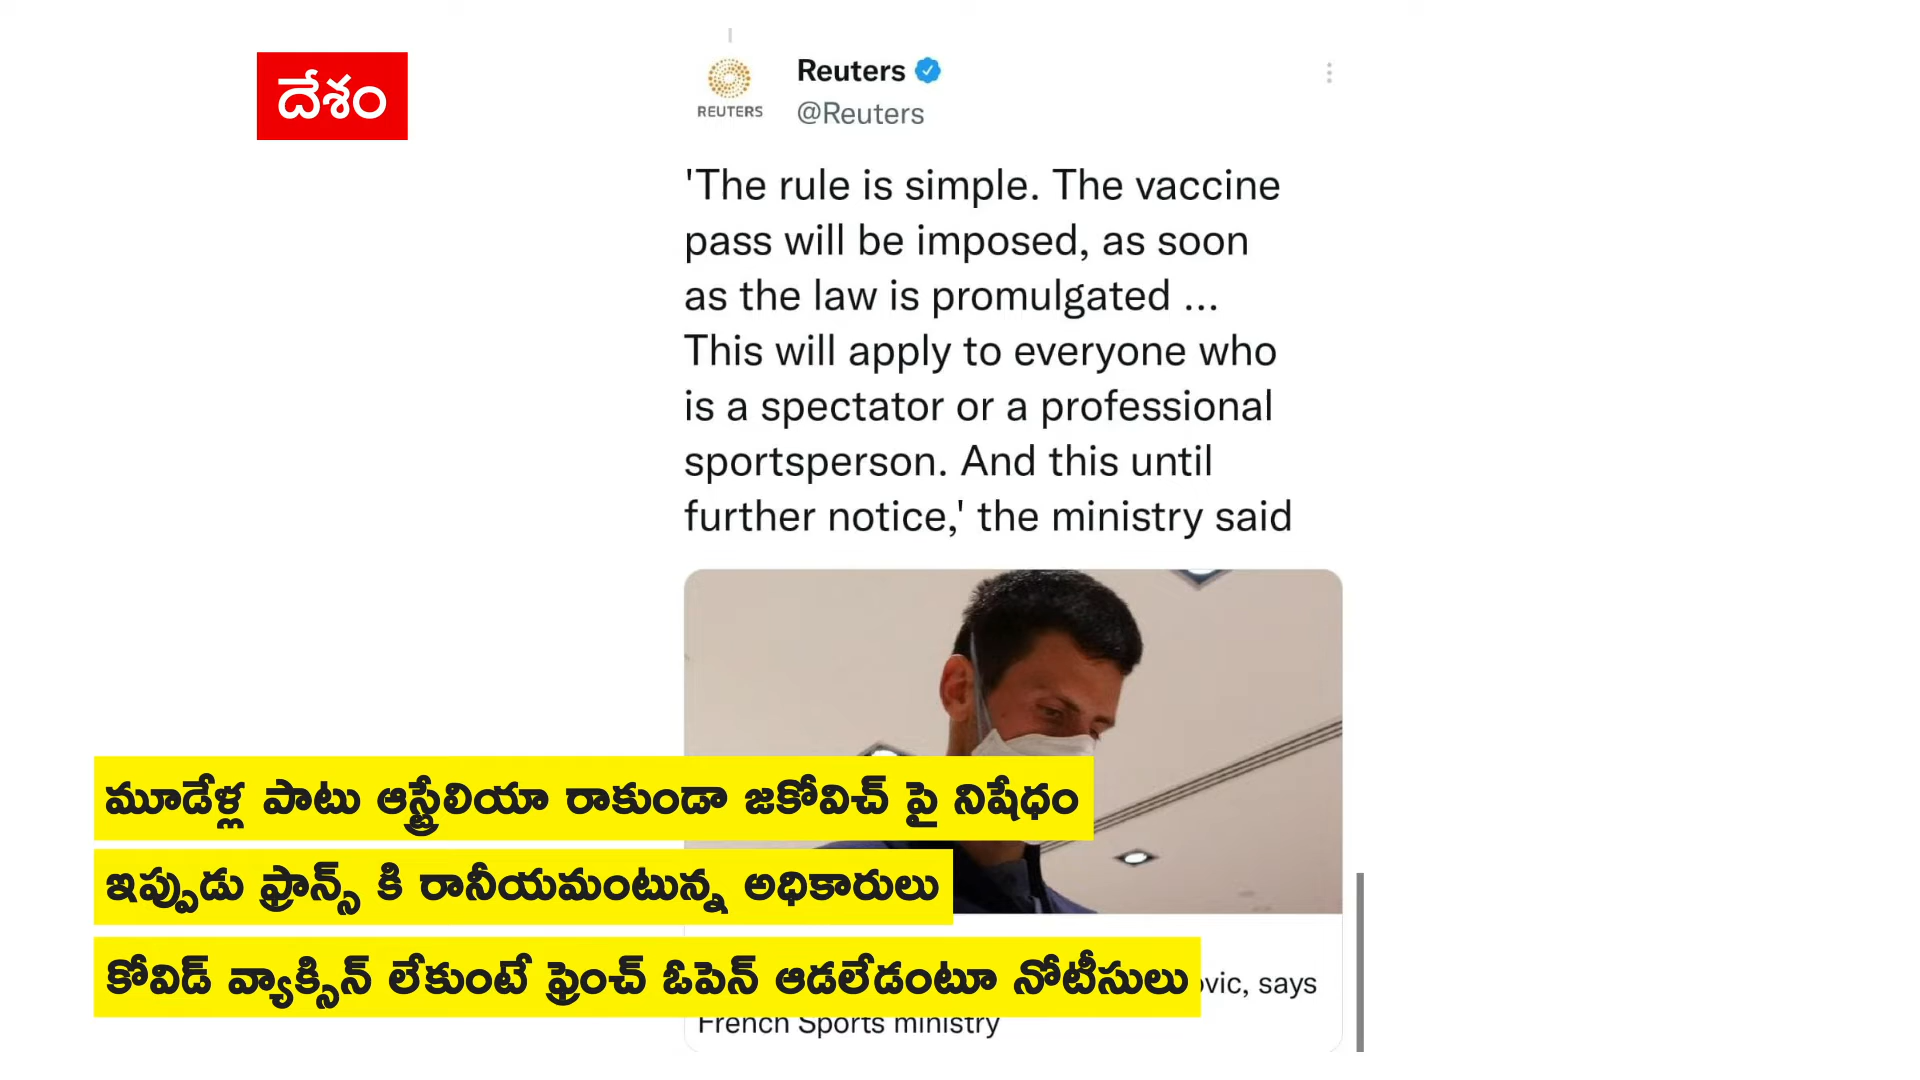 దేశం
REUTERS
Reuters
@Reuters
'The rule is simple. The vaccine
pass will be imposed, as soon
as the law is promulgated ...
This will apply to everyone who
is a spectator or a professional
sportsperson. And this until
further notice,' the ministry said
మూడేళ్ల పాటు ఆస్ట్రేలియా రాకుండా జకోవిచ్ పై నిషేధం
ఇప్పుడు ఫ్రాన్స్ కి రానీయమంటున్న అధికారులు
కోవిడ్ వ్యాక్సిన్ లేకుంటే ఫ్రెంచ్ ఓపెన్ ఆడలేడంటూ నోటీసులు
says
French Sports ministry